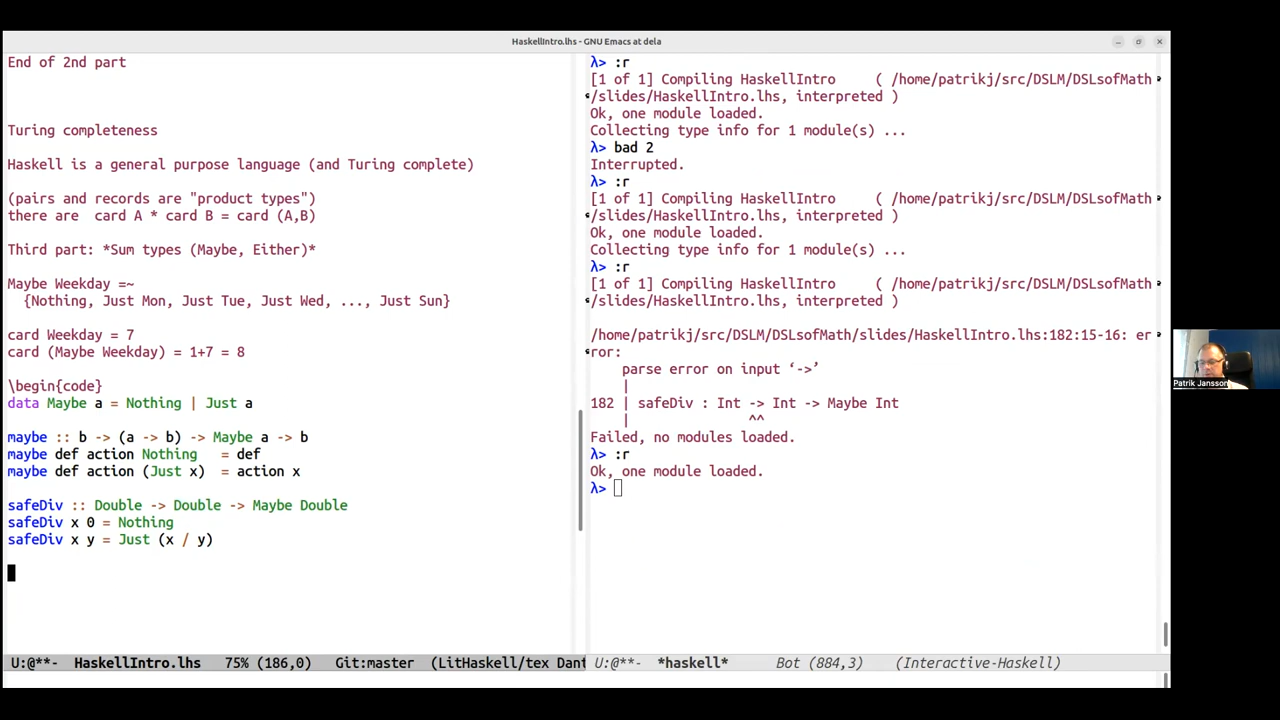 HaskellIntro.lhs - GNU Emacs at dela
End of 2nd part
Turing completeness
Haskell is a general purpose language (and Turing complete)
(pairs and records are "product types")
there are  card A * card B = card (A,B)
Third part: *Sum types (Maybe, Either)*
Maybe Weekday =~
{Nothing, Just Mon, Just Tue, Just Wed, ..., Just Sun}
card Weekday = 7
card (Maybe Weekday) = 1+7 = 8
\begin{code}
data Maybe a = Nothing | Just a
maybe :: b -> (a -> b) -> Maybe a -> b
maybe def action Nothing   = def
maybe def action (Just x)  = action x
safeDiv :: Double -> Double -> Maybe Double
safeDiv x 0 = Nothing
safeDiv x y = Just (x / y)
U:@**-  HaskellIntro.lhs   75% (186,0)   Git:master  (LitHaskell/tex Dant
λ> :r
[1 of 1] Compiling HaskellIntro     ( /home/patrikj/src/DSLM/DSLsofMath
/slides/HaskellIntro.lhs, interpreted )
Ok, one module loaded.
Collecting type info for 1 module(s) ...
λ> bad 2
Interrupted.
λ> :r
[1 of 1] Compiling HaskellIntro     ( /home/patrikj/src/DSLM/DSLsofMath
/slides/HaskellIntro.lhs, interpreted )
Ok, one module loaded.
Collecting type info for 1 module(s) ...
λ> :r
[1 of 1] Compiling HaskellIntro     ( /home/patrikj/src/DSLM/DSLsofMath
/slides/HaskellIntro.lhs, interpreted )
/home/patrikj/src/DSLM/DSLsofMath/slides/HaskellIntro.lhs:182:15-16: er
ror:
parse error on input ‘->’
|
182 | safeDiv : Int -> Int -> Maybe Int
|               ^^
Failed, no modules loaded.
λ> :r
Ok, one module loaded.
λ>
U:@**-  *haskell*      Bot (884,3)    (Interactive-Haskell)
Patrik Jansson